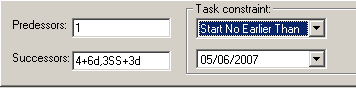 Task constraint:
Predessors: 1
Start No Earlier Than
Successors: 4+6d,3SS+3d
05/06/2007